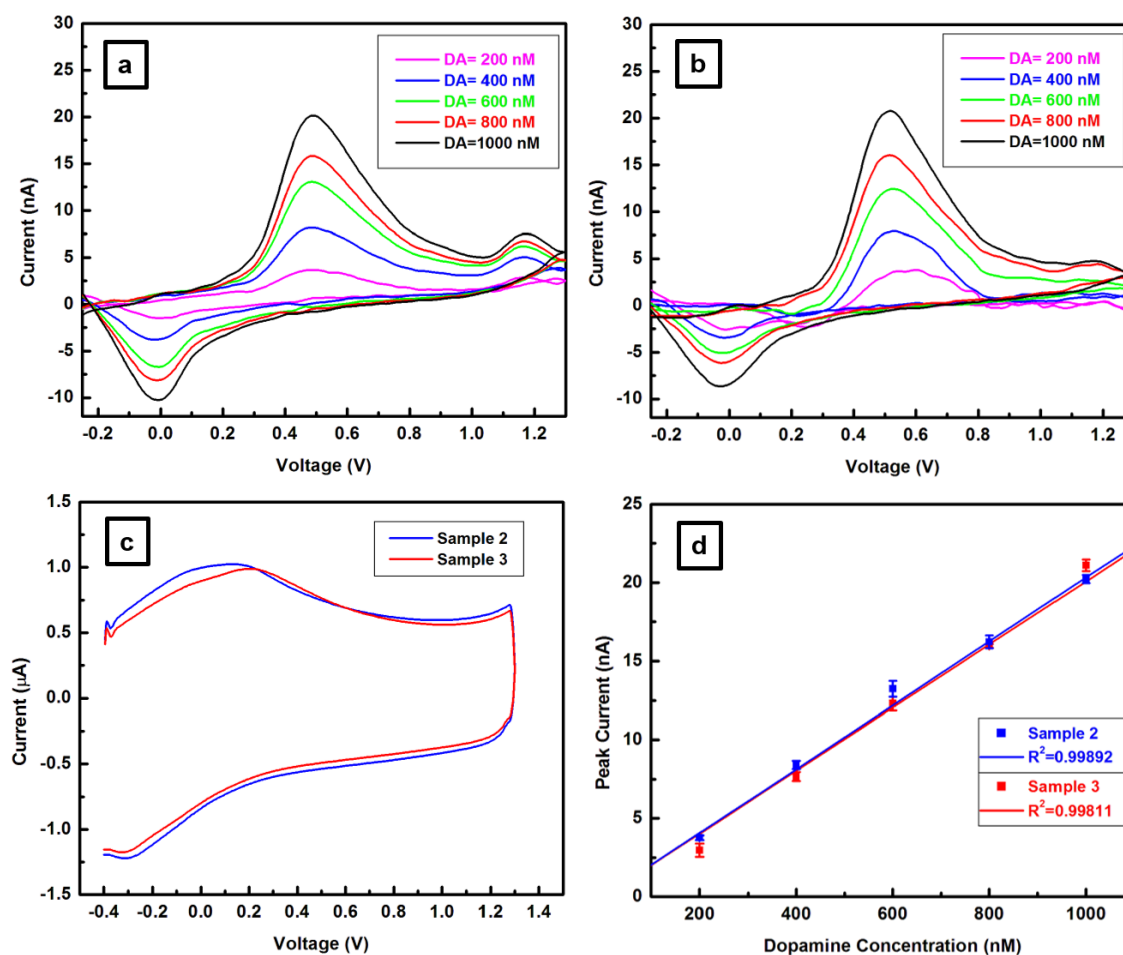 a
DA= 200 nM
DA= 400 nM
DA= 600 nM
DA= 800 nM
DA=1000 nM
30
25
20
15
10
5
0
-5
-10
Current (nA)
-0.2 0.0 0.2 0.4 0.6 0.8 1.0 1.2
Voltage (V)
b
DA= 200 nM
DA= 400 nM
DA= 600 nM
DA= 800 nM
DA=1000 nM
30
25
20
15
10
5
0
-5
-10
Current (nA)
-0.2 0.0 0.2 0.4 0.6 0.8 1.0 1.2
Voltage (V)
c
Sample 2
Sample 3
1.5
1.0
0.5
0.0
-0.5
-1.0
-1.5
Current (μA)
-0.4 -0.2 0.0 0.2 0.4 0.6 0.8 1.0 1.2 1.4
Voltage (V)
d
25
20
15
10
5
0
Peak Current (nA)
Sample 2
R²=0.99892
Sample 3
R²=0.99811
200 400 600 800 1000
Dopamine Concentration (nM)